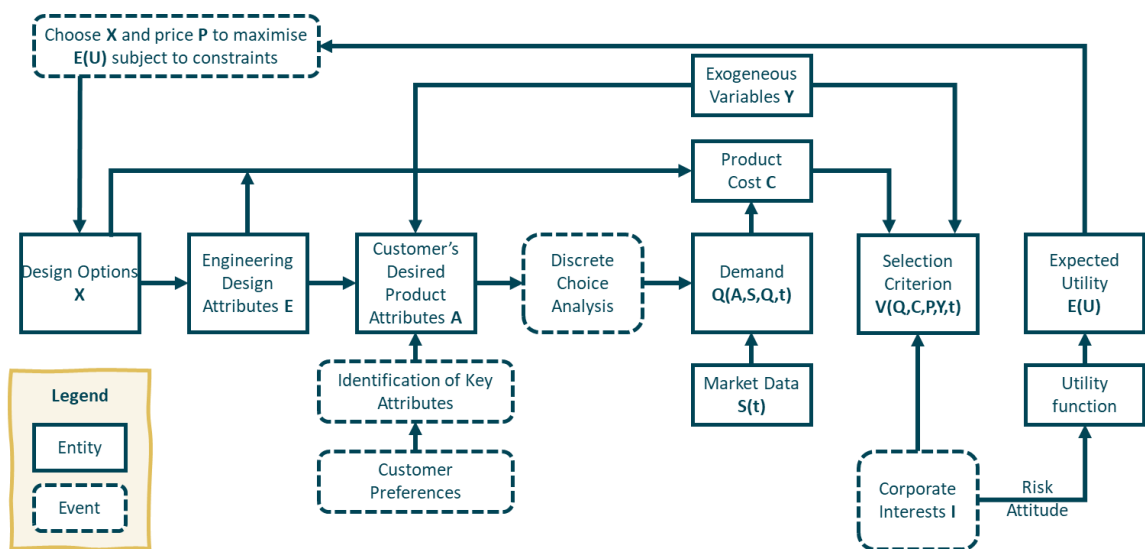 Choose X and price P to maximise
E(U) subject to constraints
Exogeneous
Variables Y
Product
Cost C
Design Options
X
Engineering
Design
Attributes E
Customer's
Desired
Product
Attributes A
Discrete
Choice
Analysis
Demand
Q(A,S,Q,t)
Selection
Criterion
V(Q,C,P,Y,t)
Expected
Utility
E(U)
Identification of Key
Attributes
Market Data
S(t)
Utility
function
Customer
Preferences
Corporate
Interests I
Risk
Attitude
Legend
Entity
Event